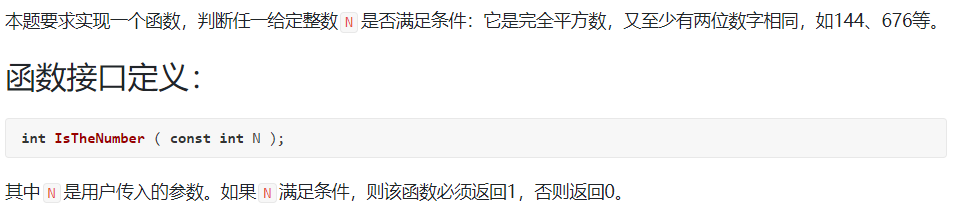 本题要求实现一个函数，判断任一给定整数N是否满足条件：它是完全平方数，又至少有两位数字相同，如144、676等。
函数接口定义：
int IsTheNumber ( const int N );
其中N是用户传入的参数。如果N满足条件，则该函数必须返回1，否则返回0。